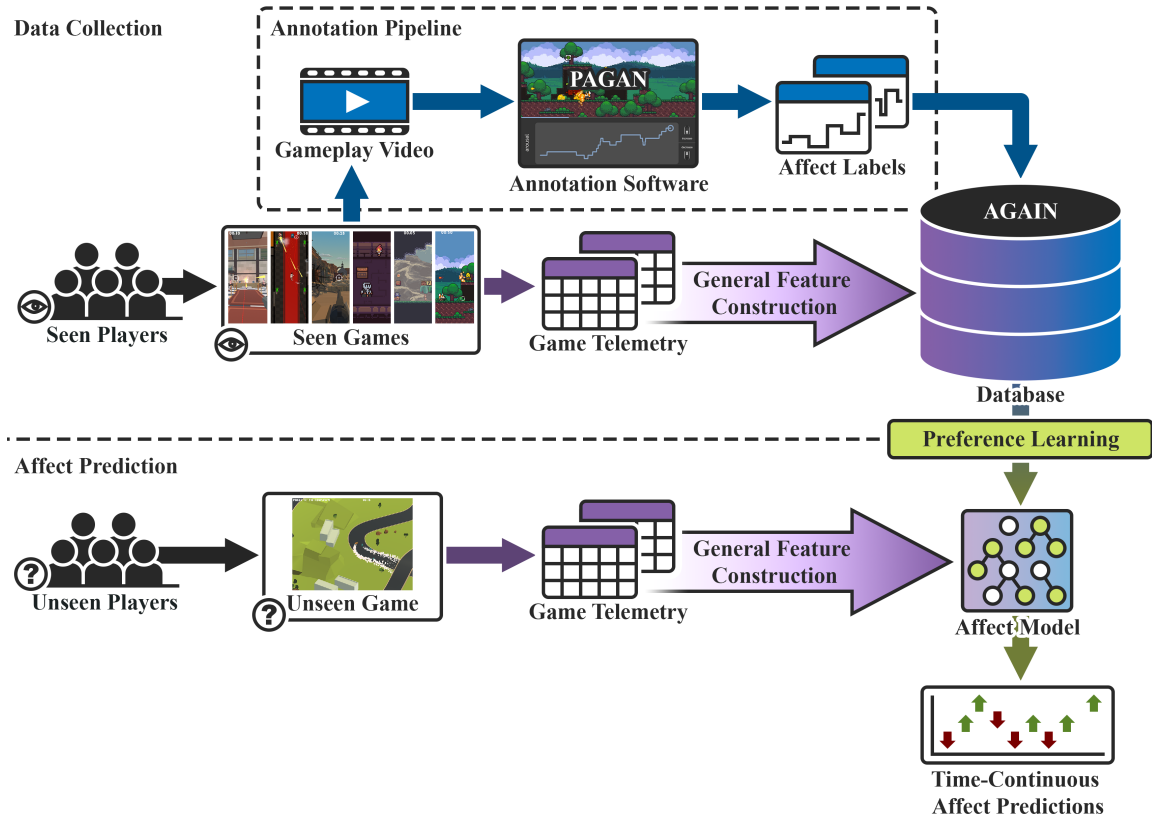 Data Collection
Annotation Pipeline
PAGAN
Gameplay Video
Annotation Software
Affect Labels
AGAIN
Seen Players
Seen Games
Game Telemetry
General Feature
Construction
Database
Preference Learning
Affect Prediction
Unseen Players
Unseen Game
Game Telemetry
General Feature
Construction
Affect Model
Time-Continuous
Affect Predictions